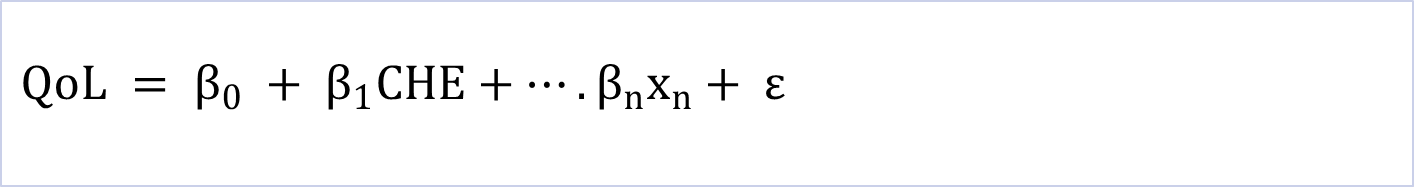 QoL = β₀ + β₁CHE + ⋯. βₙxₙ + ε